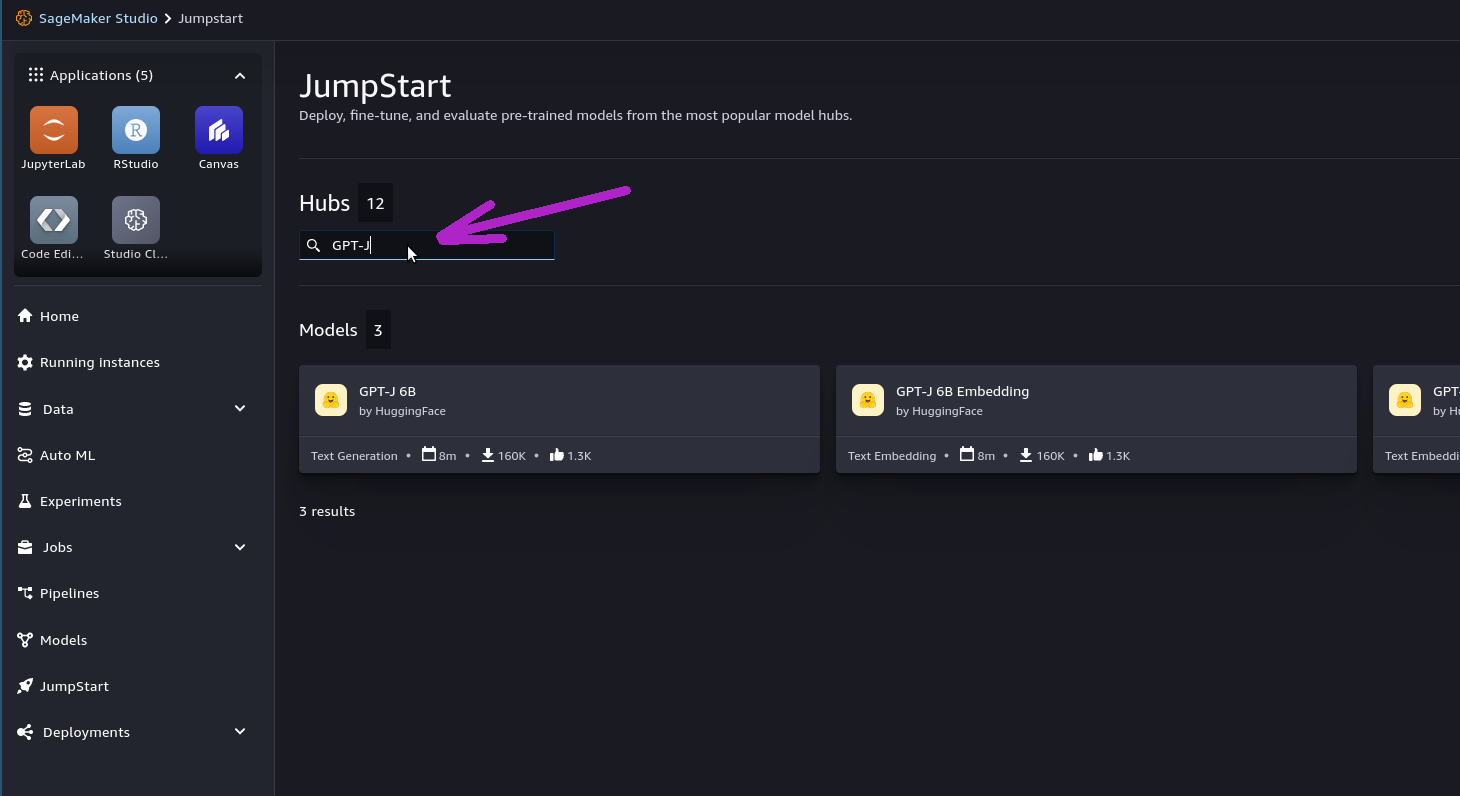 SageMaker Studio > Jumpstart
Applications (5)
JupyterLab
RStudio
Canvas
Code Edi...
Studio Cl...
Home
Running instances
Data
Auto ML
Experiments
Jobs
Pipelines
Models
JumpStart
Deployments
JumpStart
Deploy, fine-tune, and evaluate pre-trained models from the most popular model hubs.
Hubs 12
GPT-J
Models 3
GPT-J 6B
by HuggingFace
Text Generation • 8m • 160K • 1.3K
GPT-J 6B Embedding
by HuggingFace
Text Embedding • 8m • 160K • 1.3K
GPT-
by Hu
Text Embeddi
3 results